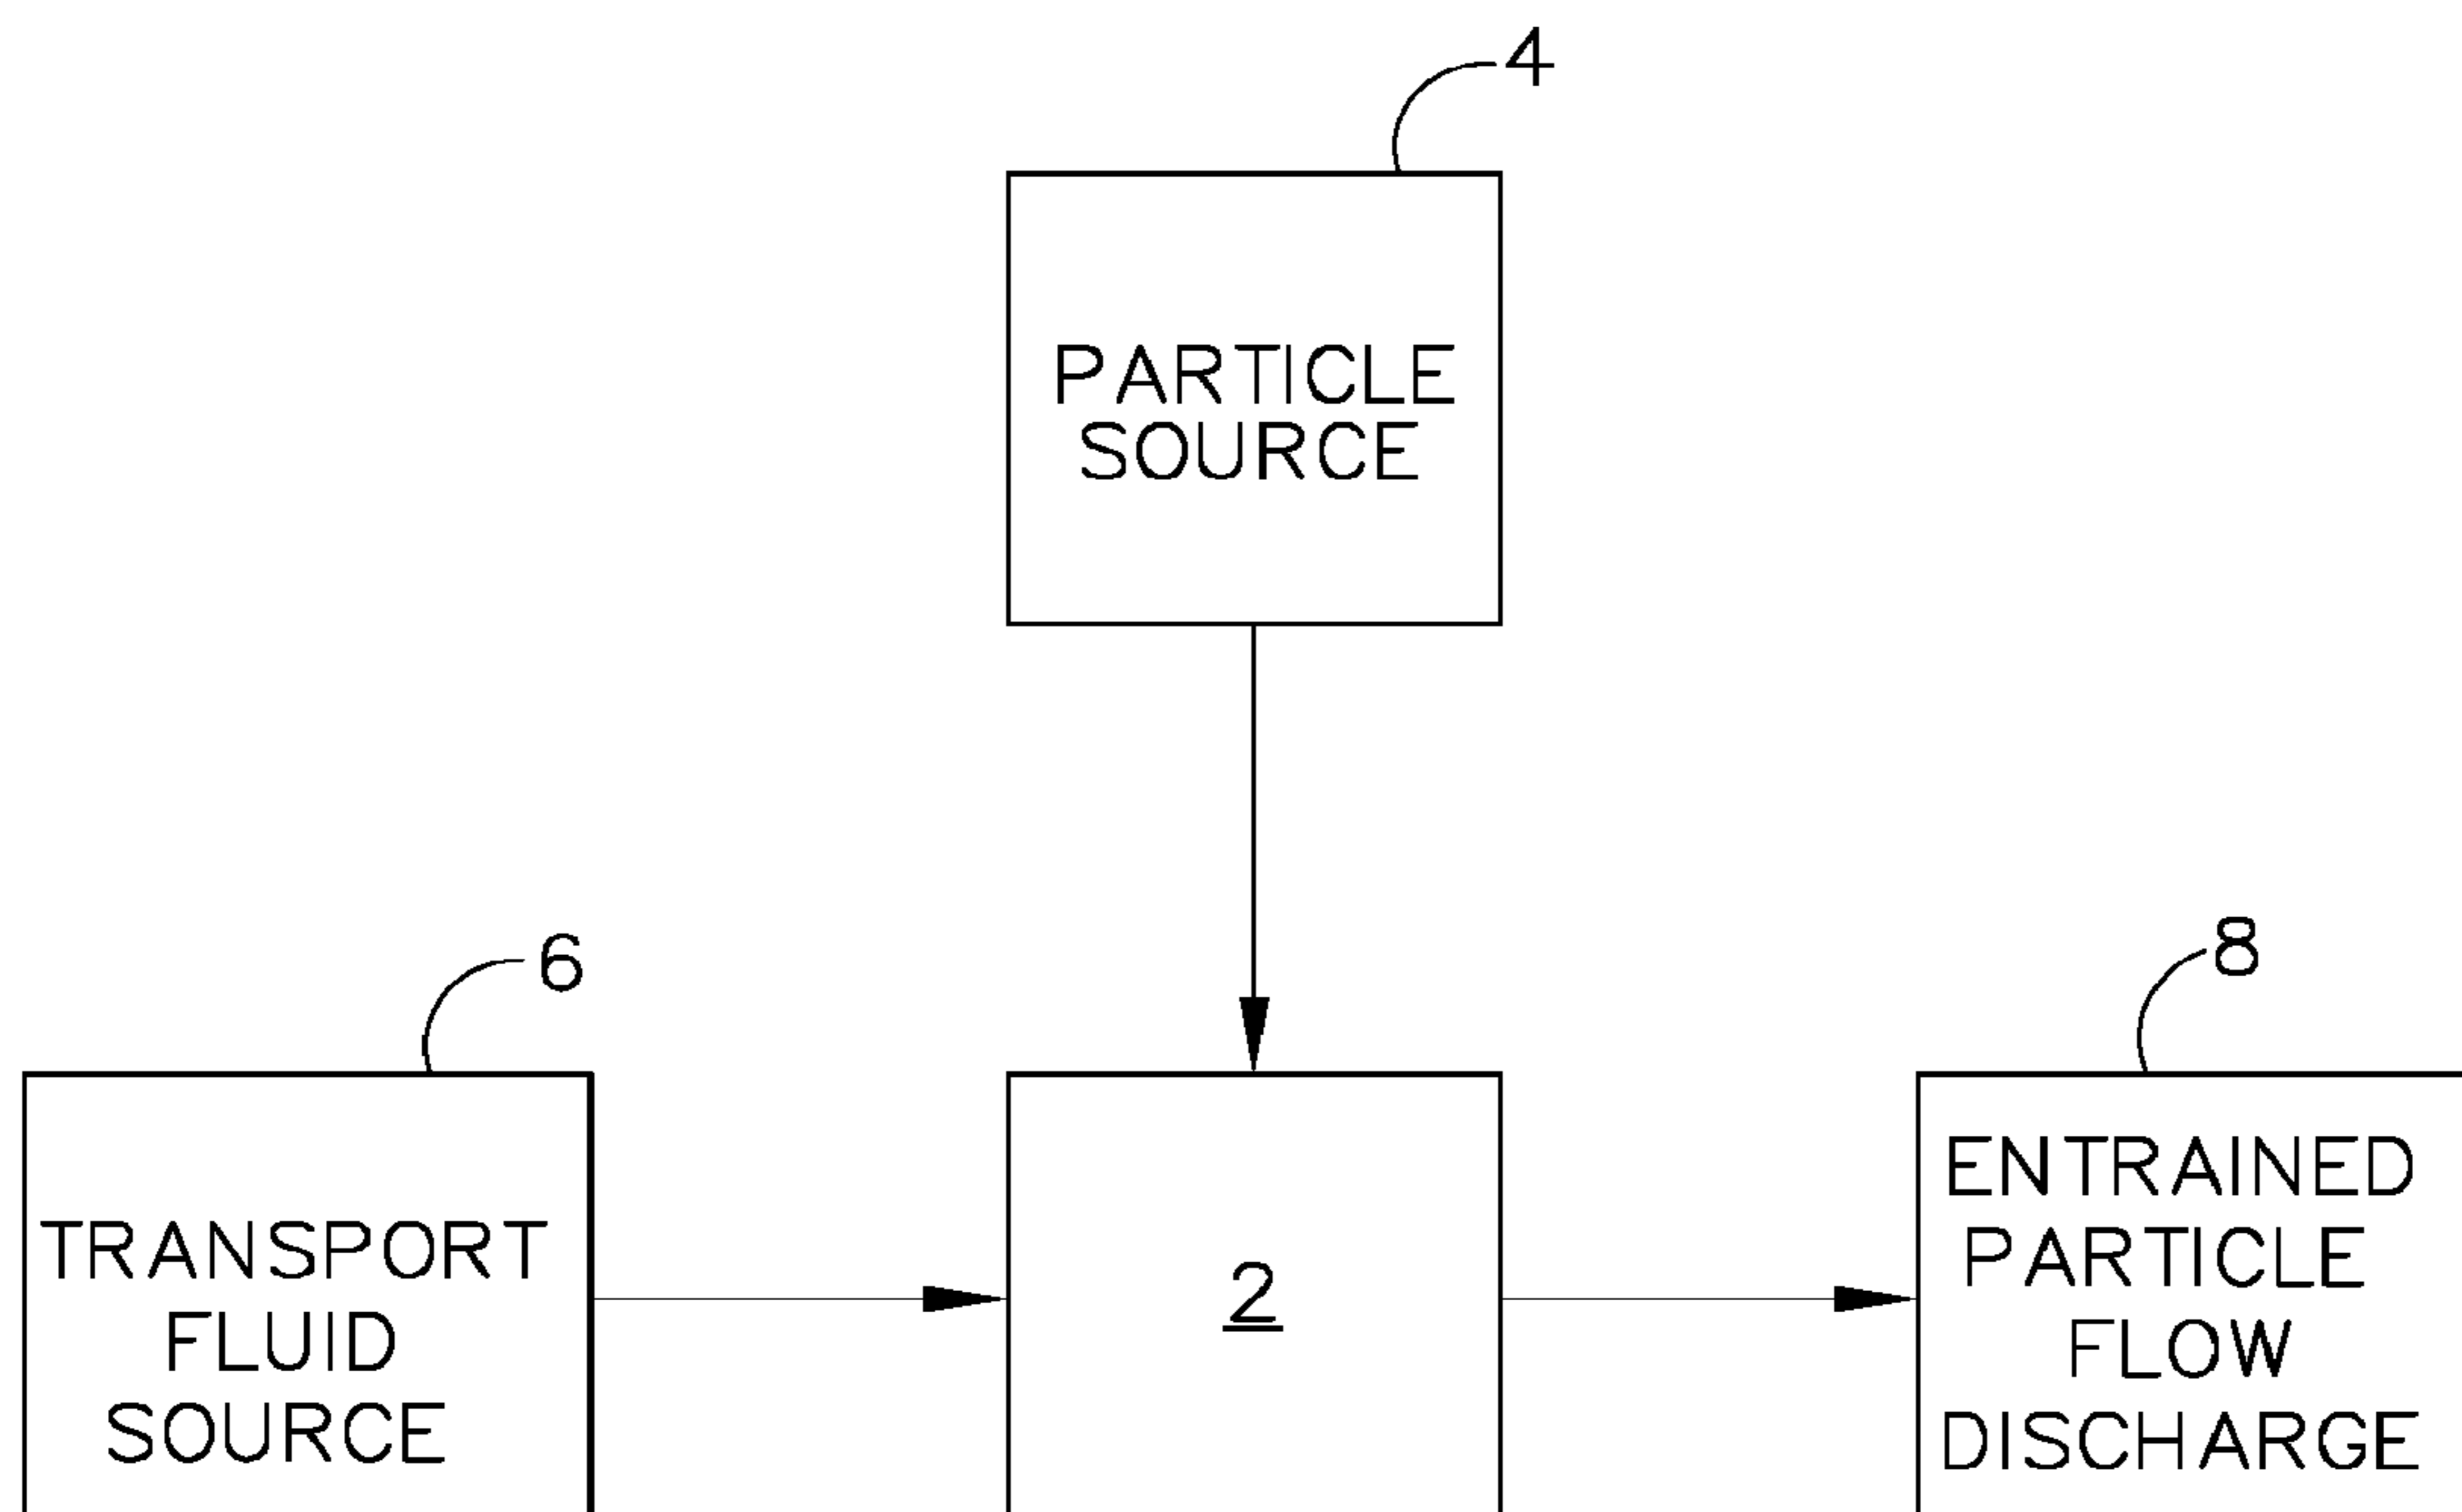 4
PARTICLE
SOURCE
6
8
TRANSPORT
FLUID
SOURCE
2
ENTRAINED
PARTICLE
FLOW
DISCHARGE